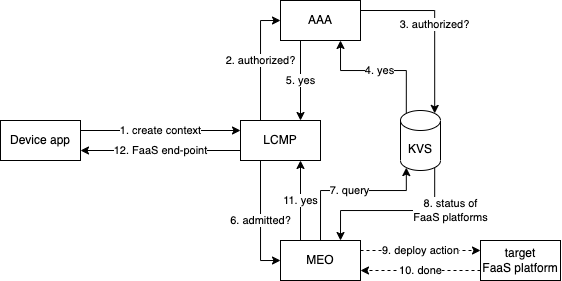 AAA
3. authorized?
2. authorized?
4. yes
5. yes
Device app
1. create context
12. FaaS end-point
LCMP
KVS
11. yes
7. query
8. status of
FaaS platforms
6. admitted?
MEO
9. deploy action
10. done
target
FaaS platform